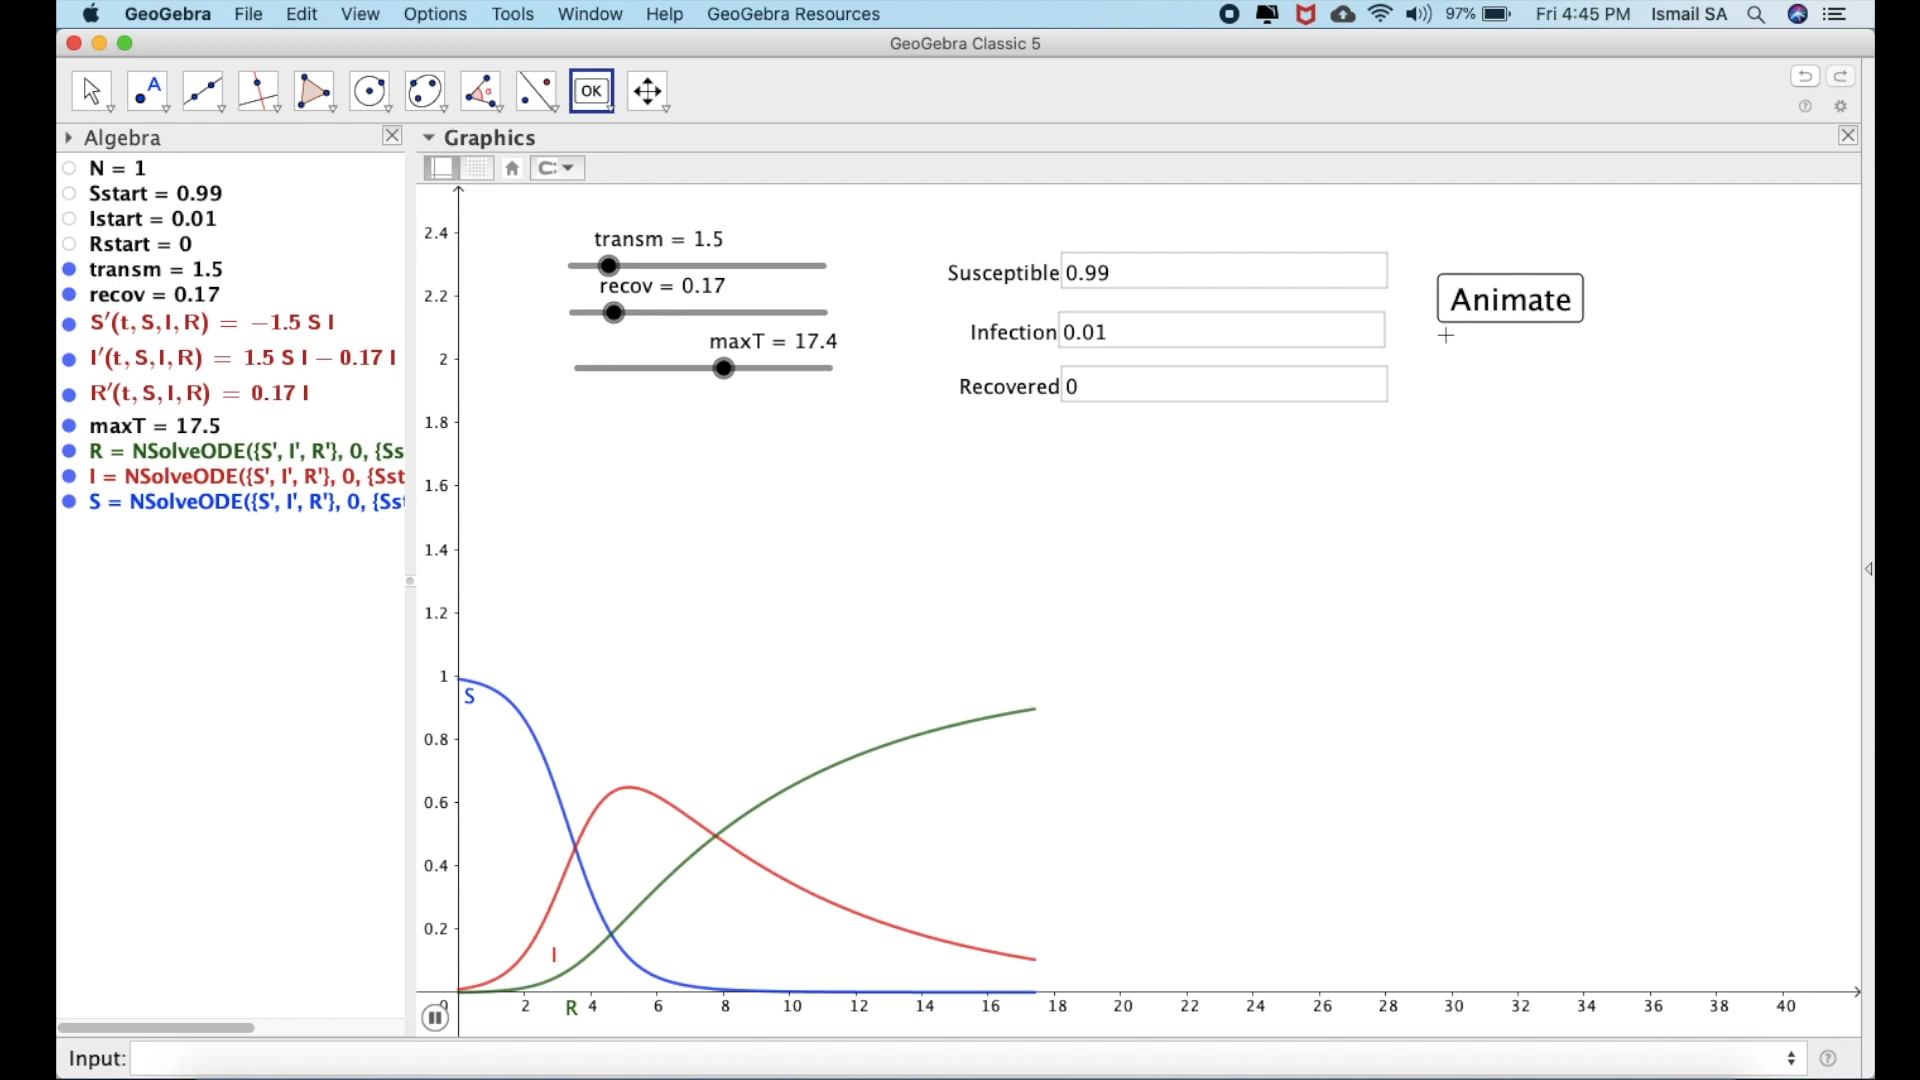 GeoGebra File Edit View Options Tools Window Help GeoGebra Resources 97% Fri 4:45 PM Ismail SA
GeoGebra Classic 5
A
α
OK
Algebra
Graphics
N = 1
Sstart = 0.99
Istart = 0.01
Rstart = 0
transm = 1.5
recov = 0.17
S′(t, S, I, R) = −1.5 S I
I′(t, S, I, R) = 1.5 S I − 0.17 I
R′(t, S, I, R) = 0.17 I
maxT = 17.5
R = NSolveODE({S', I', R'}, 0, {Ss
I = NSolveODE({S', I', R'}, 0, {Sst
S = NSolveODE({S', I', R'}, 0, {Sst
transm = 1.5
recov = 0.17
maxT = 17.4
Susceptible 0.99
Infection 0.01
Recovered 0
Animate
2.4
2.2
2
1.8
1.6
1.4
1.2
1
0.8
0.6
0.4
0.2
S
I
R
0 2 4 6 8 10 12 14 16 18 20 22 24 26 28 30 32 34 36 38 40
Input: